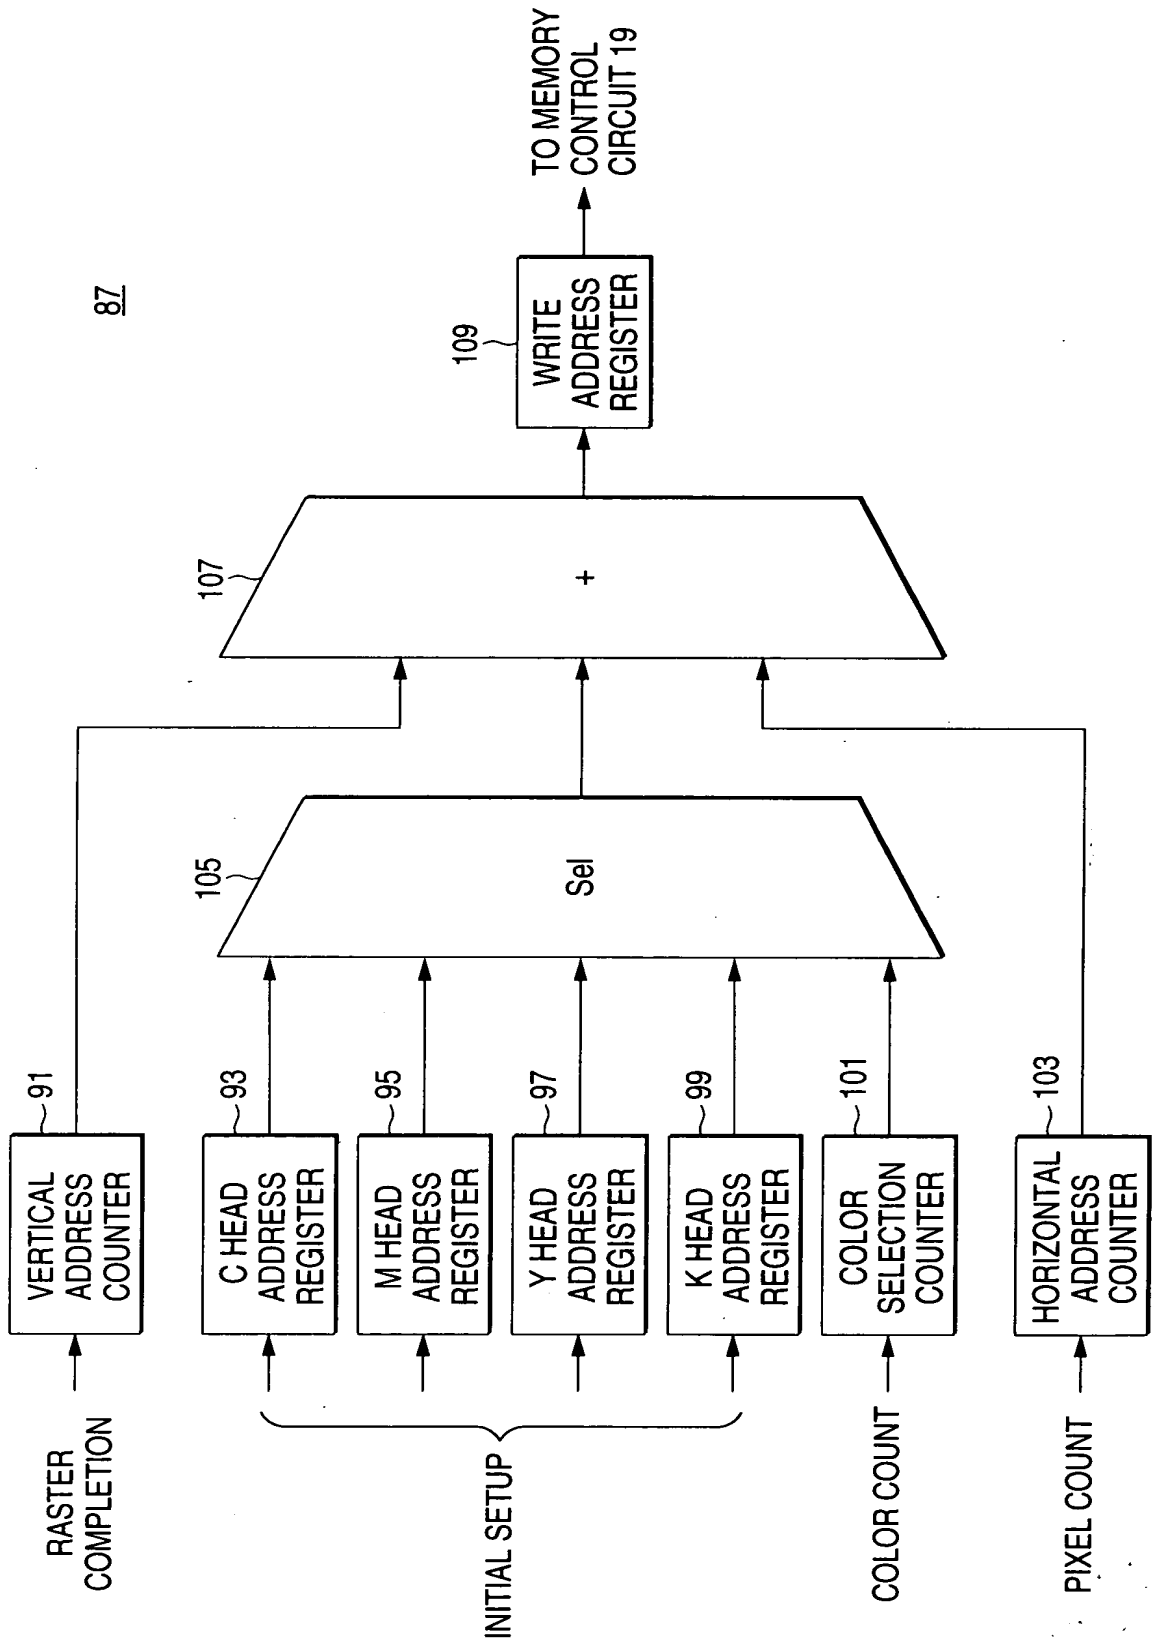 87
RASTER
COMPLETION
VERTICAL
ADDRESS
COUNTER
91
INITIAL SETUP
C HEAD
ADDRESS
REGISTER
93
M HEAD
ADDRESS
REGISTER
95
Y HEAD
ADDRESS
REGISTER
97
K HEAD
ADDRESS
REGISTER
99
COLOR COUNT
COLOR
SELECTION
COUNTER
101
PIXEL COUNT
HORIZONTAL
ADDRESS
COUNTER
103
105
Sel
107
+
109
WRITE
ADDRESS
REGISTER
TO MEMORY
CONTROL
CIRCUIT 19